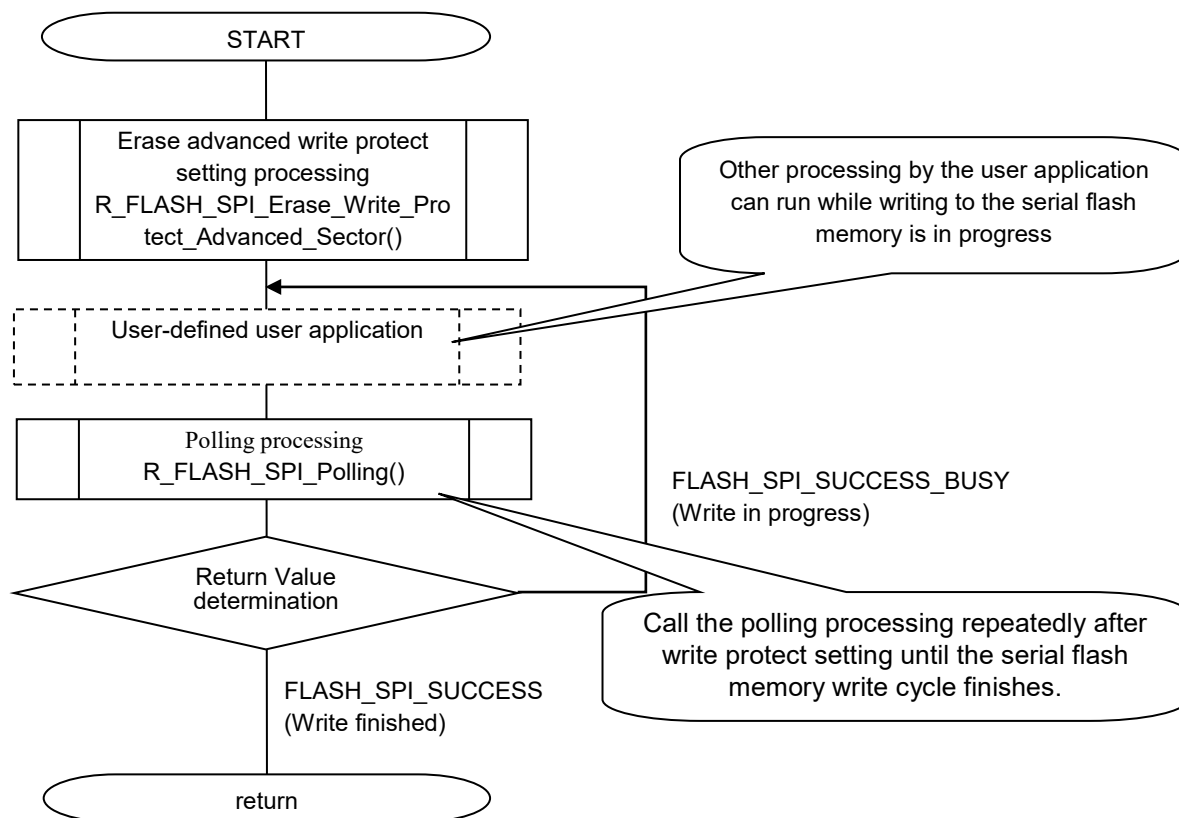 START
Erase advanced write protect
setting processing
R_FLASH_SPI_Erase_Write_Pro
tect_Advanced_Sector()
Other processing by the user application
can run while writing to the serial flash
memory is in progress
User-defined user application
Polling processing
R_FLASH_SPI_Polling()
FLASH_SPI_SUCCESS_BUSY
(Write in progress)
Return Value
determination
Call the polling processing repeatedly after
write protect setting until the serial flash
memory write cycle finishes.
FLASH_SPI_SUCCESS
(Write finished)
return